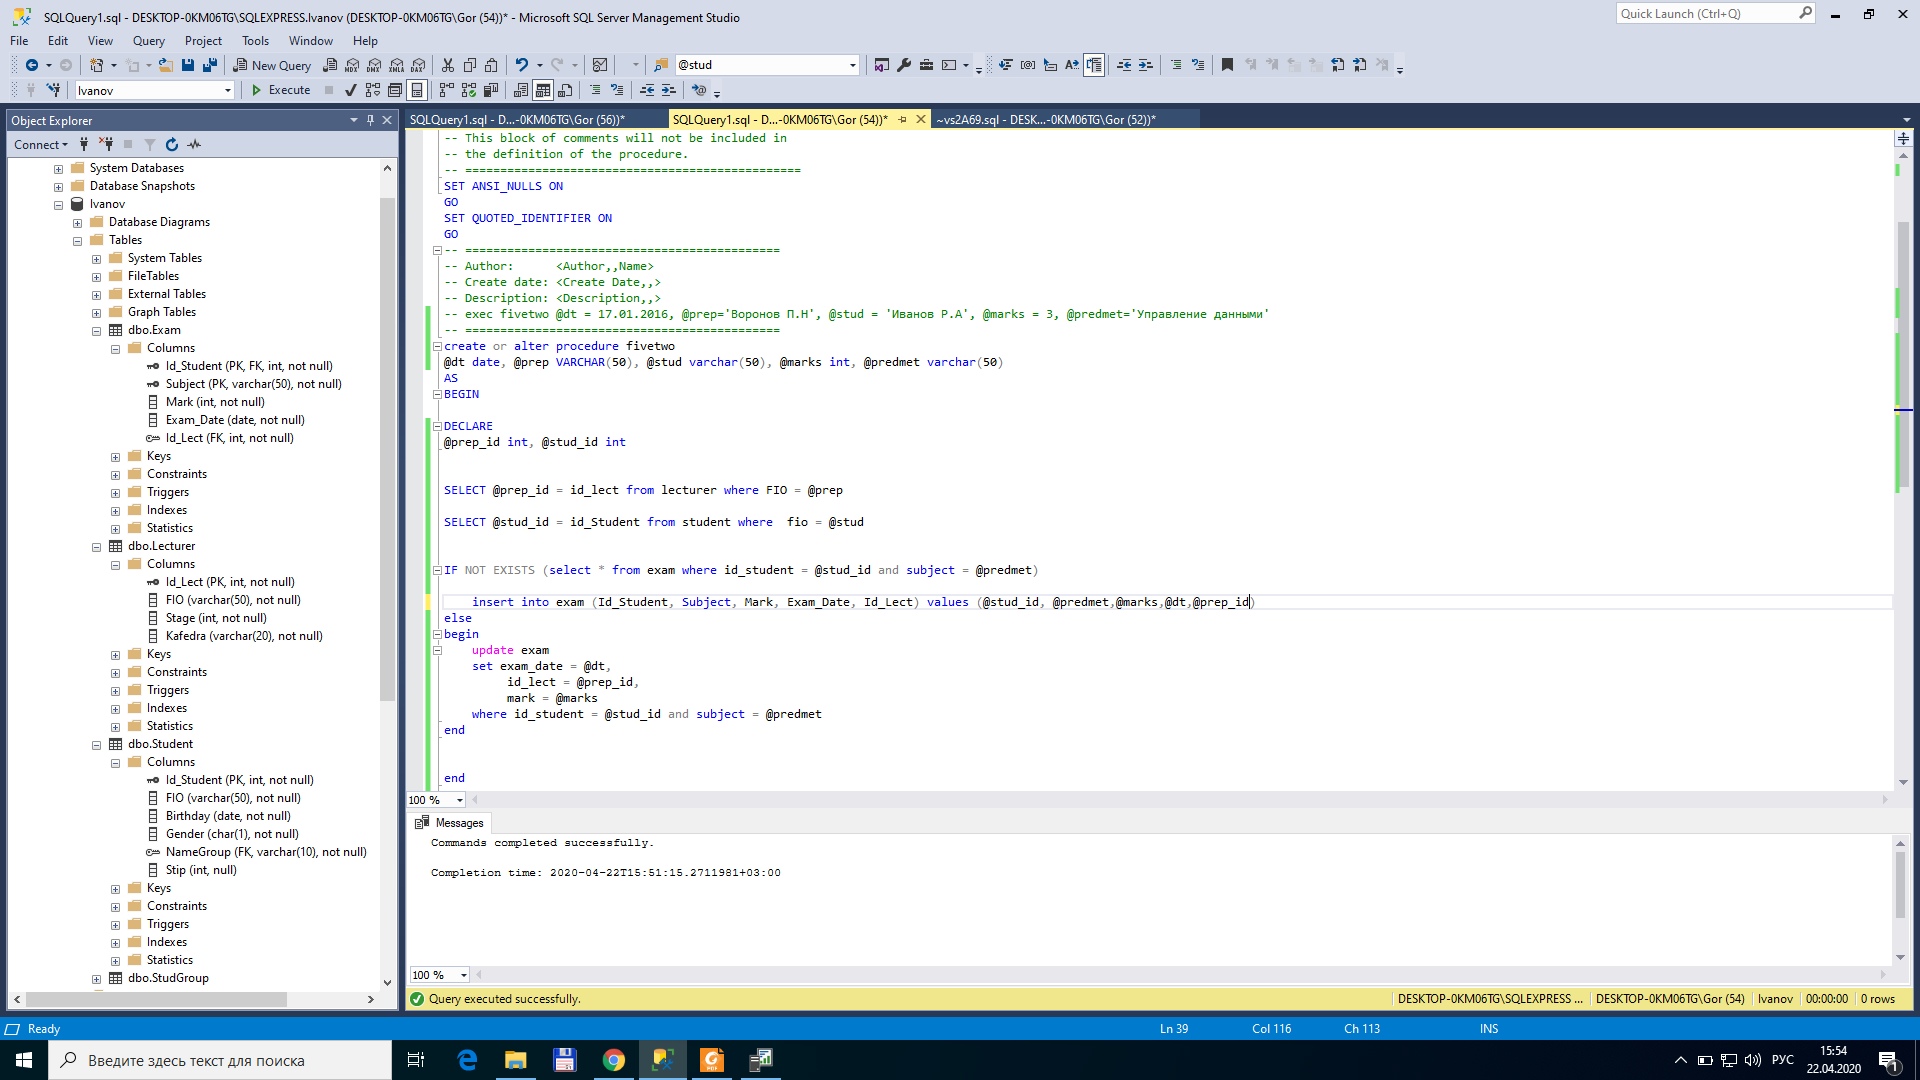 SQLQuery1.sql - DESKTOP-0KM06TG\SQLEXPRESS.Ivanov (DESKTOP-0KM06TG\Gor (54))* - Microsoft SQL Server Management Studio
Quick Launch (Ctrl+Q)
File Edit View Query Project Tools Window Help
New Query
MDX DMX XMLA DAX
@stud
Ivanov
Execute
Object Explorer
Connect
System Databases
Database Snapshots
Ivanov
Database Diagrams
Tables
System Tables
FileTables
External Tables
Graph Tables
dbo.Exam
Columns
Id_Student (PK, FK, int, not null)
Subject (PK, varchar(50), not null)
Mark (int, not null)
Exam_Date (date, not null)
Id_Lect (FK, int, not null)
Keys
Constraints
Triggers
Indexes
Statistics
dbo.Lecturer
Columns
Id_Lect (PK, int, not null)
FIO (varchar(50), not null)
Stage (int, not null)
Kafedra (varchar(20), not null)
Keys
Constraints
Triggers
Indexes
Statistics
dbo.Student
Columns
Id_Student (PK, int, not null)
FIO (varchar(50), not null)
Birthday (date, not null)
Gender (char(1), not null)
NameGroup (FK, varchar(10), not null)
Stip (int, null)
Keys
Constraints
Triggers
Indexes
Statistics
dbo.StudGroup
SQLQuery1.sql - D...-0KM06TG\Gor (56))*
SQLQuery1.sql - D...-0KM06TG\Gor (54))*
~vs2A69.sql - DESK...-0KM06TG\Gor (52))*
-- This block of comments will not be included in
-- the definition of the procedure.
-- ================================================
SET ANSI_NULLS ON
GO
SET QUOTED_IDENTIFIER ON
GO
-- =============================================
-- Author:      <Author,,Name>
-- Create date: <Create Date,,>
-- Description: <Description,,>
-- exec fivetwo @dt = 17.01.2016, @prep='Воронов П.Н', @stud = 'Иванов Р.А', @marks = 3, @predmet='Управление данными'
-- =============================================
create or alter procedure fivetwo
@dt date, @prep VARCHAR(50), @stud varchar(50), @marks int, @predmet varchar(50)
AS
BEGIN
DECLARE
@prep_id int, @stud_id int
SELECT @prep_id = id_lect from lecturer where FIO = @prep
SELECT @stud_id = id_Student from student where  fio = @stud
IF NOT EXISTS (select * from exam where id_student = @stud_id and subject = @predmet)
insert into exam (Id_Student, Subject, Mark, Exam_Date, Id_Lect) values (@stud_id, @predmet,@marks,@dt,@prep_id)
else
begin
update exam
set exam_date = @dt,
id_lect = @prep_id,
mark = @marks
where id_student = @stud_id and subject = @predmet
end
end
100 %
Messages
Commands completed successfully.
Completion time: 2020-04-22T15:51:15.2711981+03:00
100 %
Query executed successfully.
DESKTOP-0KM06TG\SQLEXPRESS ... DESKTOP-0KM06TG\Gor (54) Ivanov 00:00:00 0 rows
Ready
Ln 39 Col 116 Ch 113 INS
Введите здесь текст для поиска
РУС
15:54
22.04.2020
1